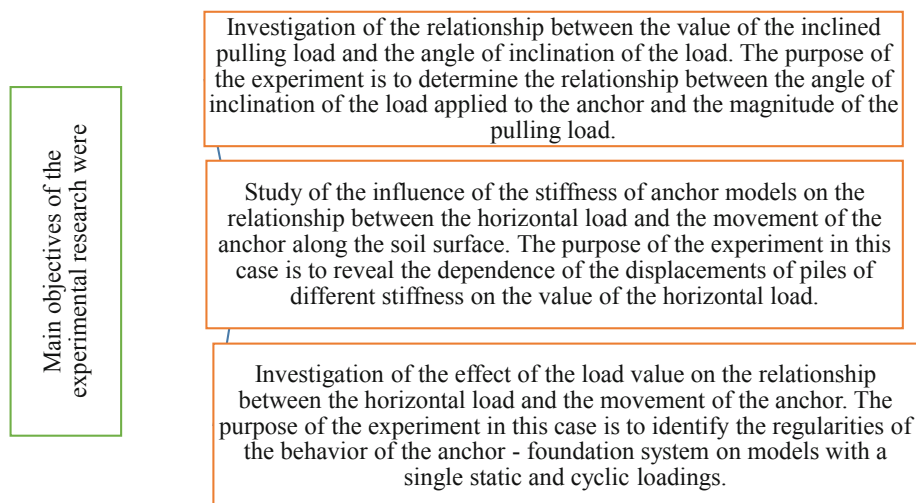 Main objectives of the
experimental research were
Investigation of the relationship between the value of the inclined
pulling load and the angle of inclination of the load. The purpose of
the experiment is to determine the relationship between the angle of
inclination of the load applied to the anchor and the magnitude of the
pulling load.
Study of the influence of the stiffness of anchor models on the
relationship between the horizontal load and the movement of the
anchor along the soil surface. The purpose of the experiment in this
case is to reveal the dependence of the displacements of piles of
different stiffness on the value of the horizontal load.
Investigation of the effect of the load value on the relationship
between the horizontal load and the movement of the anchor. The
purpose of the experiment in this case is to identify the regularities of
the behavior of the anchor - foundation system on models with a
single static and cyclic loadings.